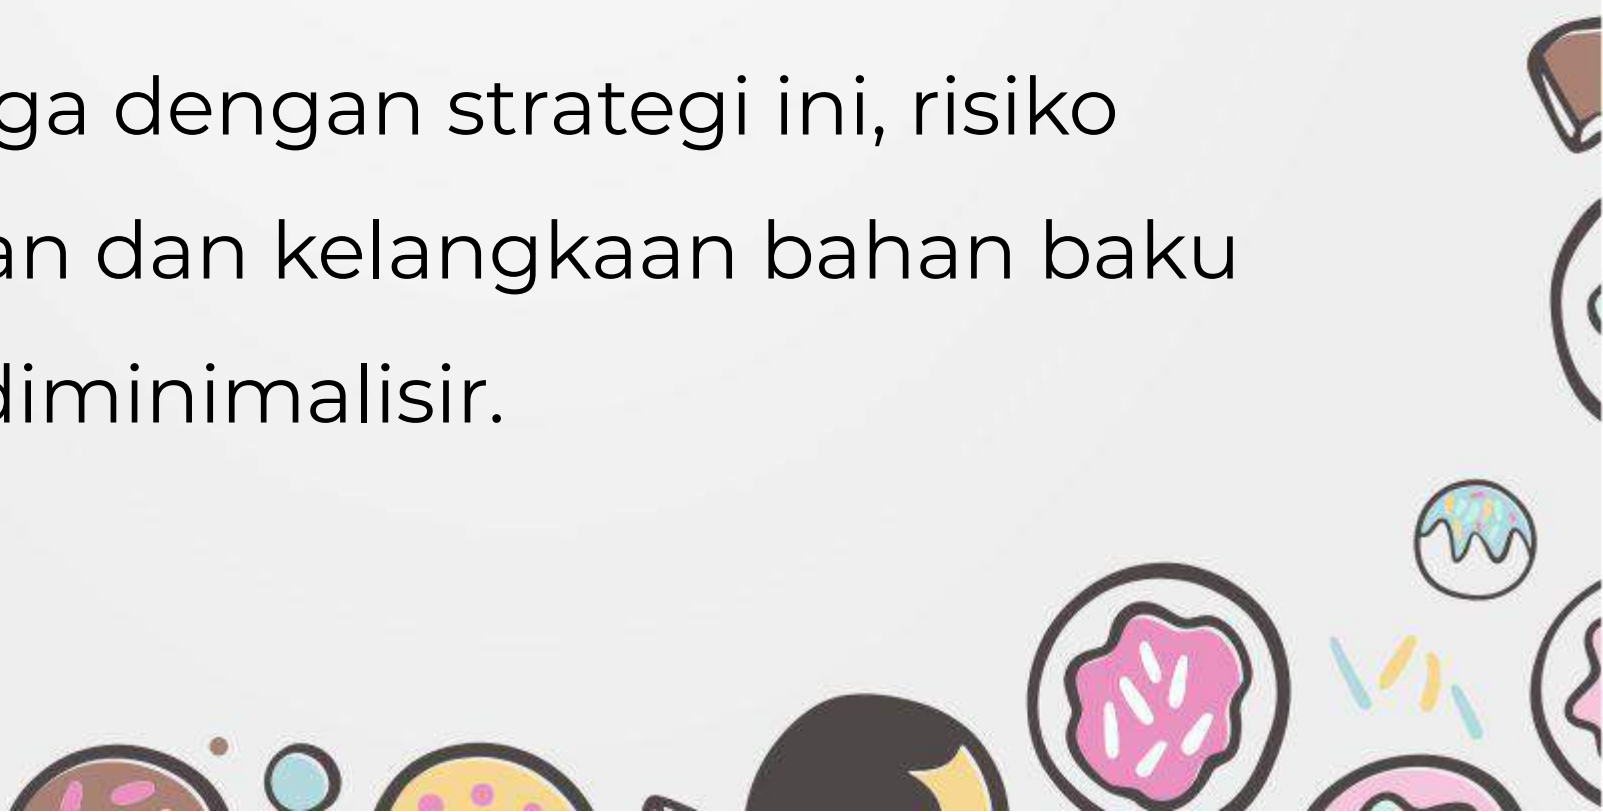 ga dengan strategi ini, risiko
an dan kelangkaan bahan baku
diminimalisir.